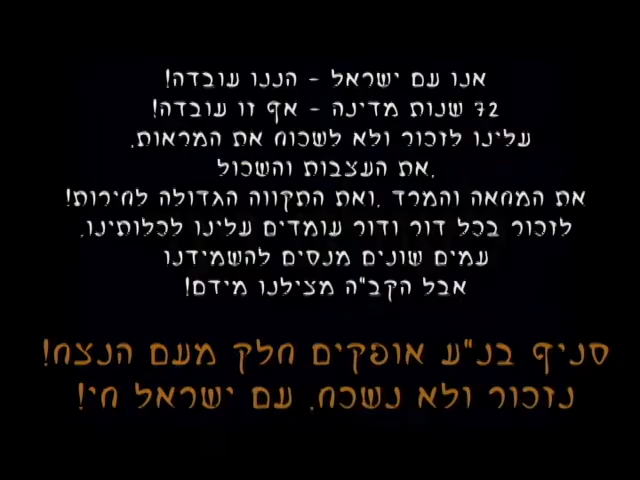 אנו עם ישראל - הננו עובדה!
72 שנות מדינה - אף זו עובדה!
עלינו לזכור ולא לשכוח את המראות,
את העצבות והשכול,
את המחאה והמרד ,ואת התקווה הגדולה לחירות!
לזכור בכל דור ודור עומדים עלינו לכלותינו,
עמים שונים מנסים להשמידנו
אבל הקב"ה מצילנו מידם!
סניף בנ"ע אופקים חלק מעם הנצח!
נזכור ולא נשכח, עם ישראל חי!